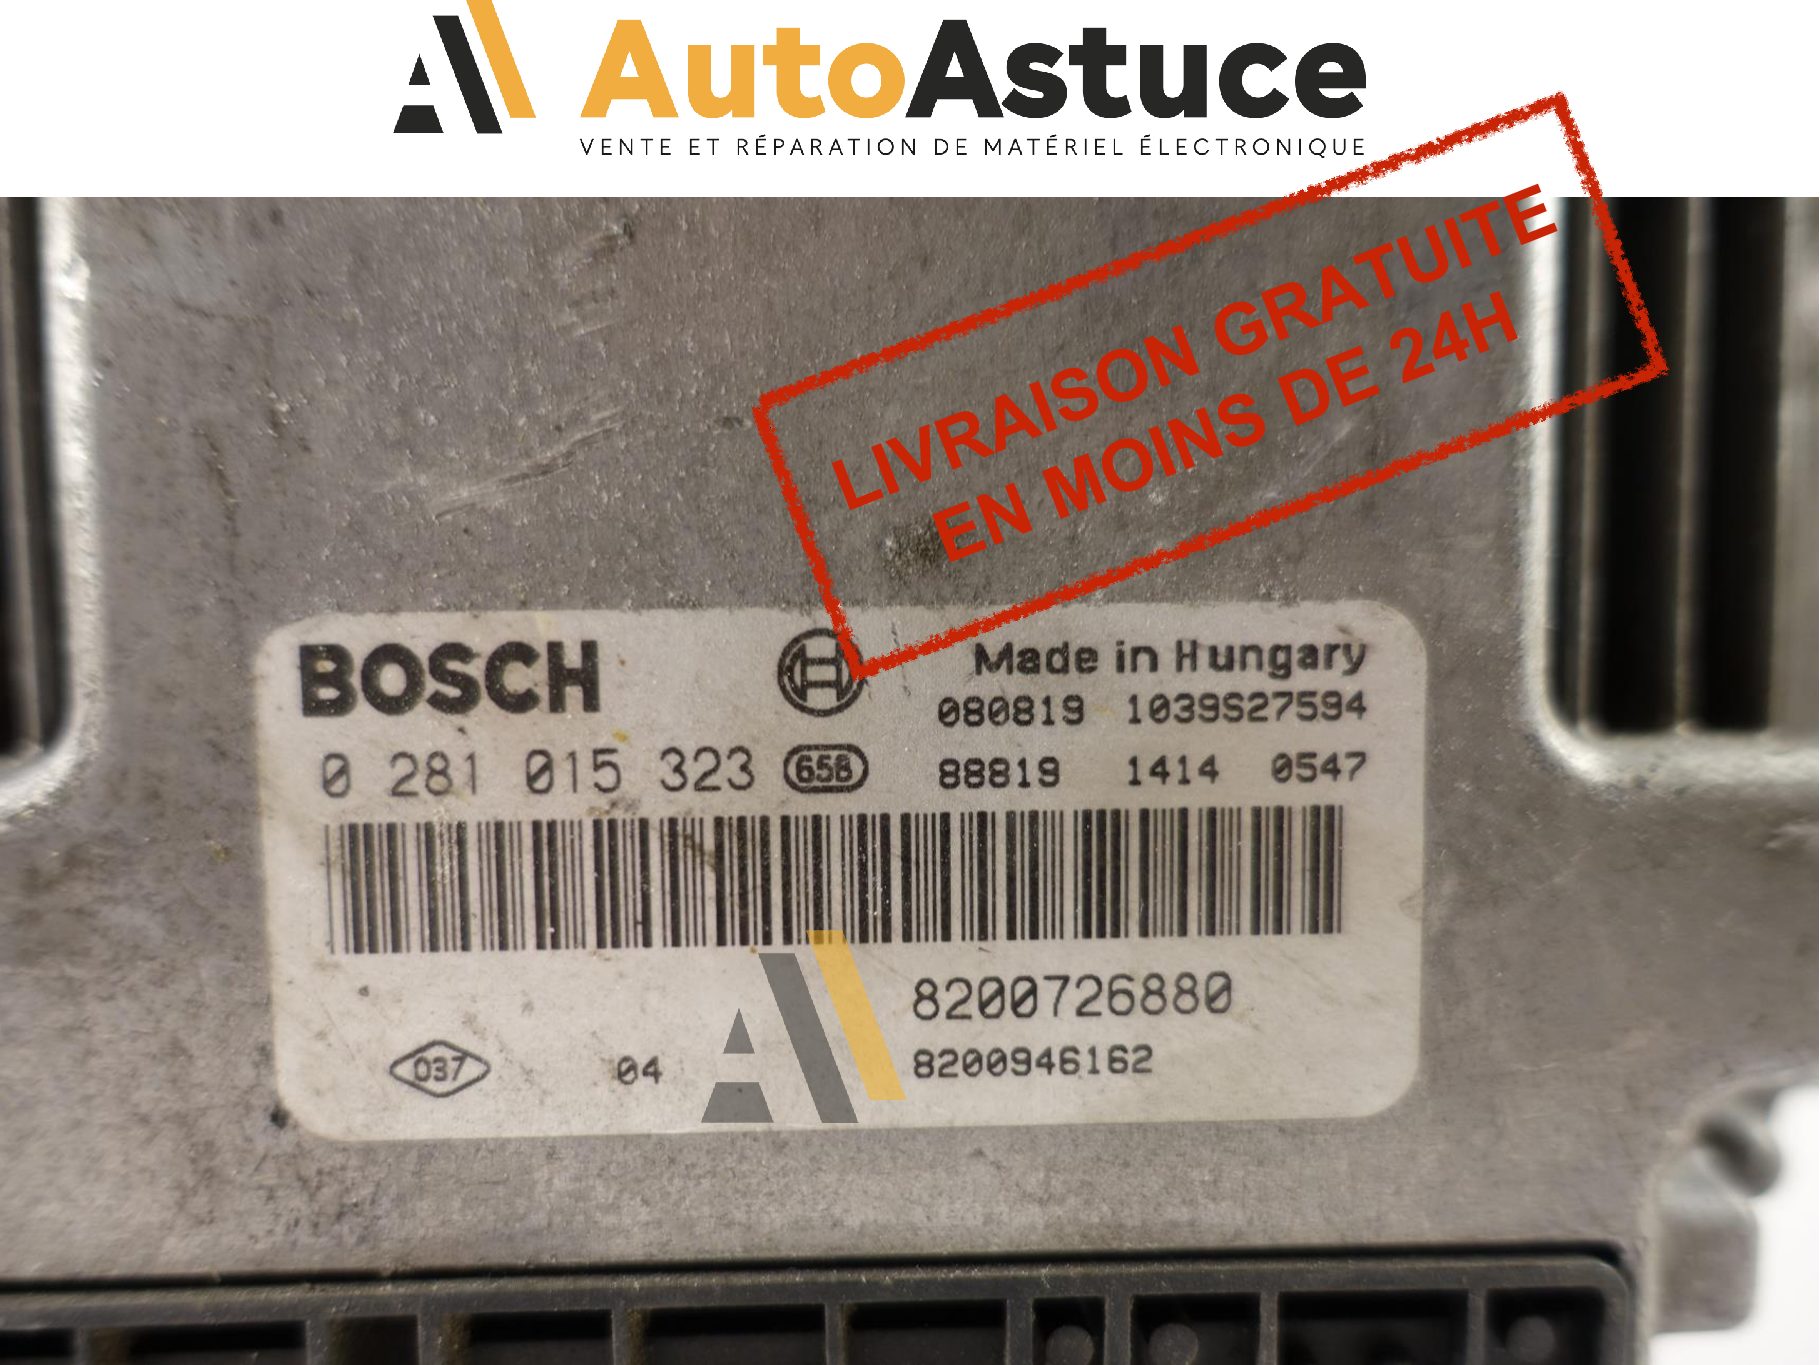 AutoAstuce
VENTE ET RÉPARATION DE MATÉRIEL ÉLECTRONIQUE
LIVRAISON GRATUITE
EN MOINS DE 24H
BOSCH
Made in Hungary
080819 1039S27594
0 281 015 323 658 88819 1414 0547
8200726880
037 04 8200946162